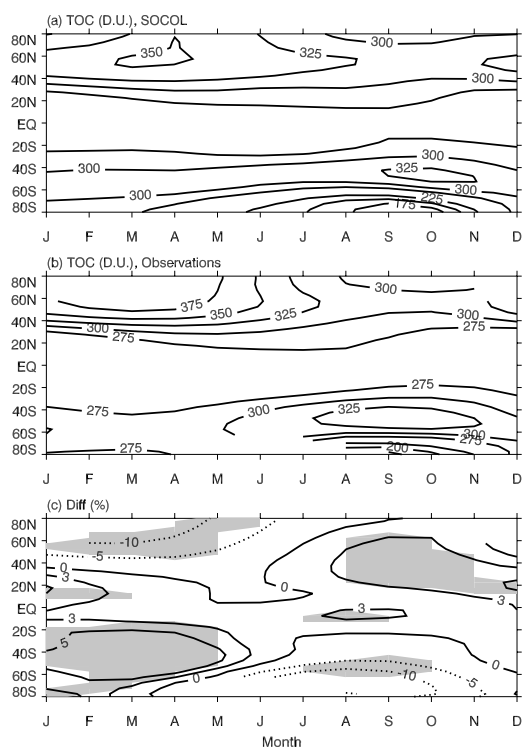 (a) TOC (D.U.), SOCOL
80N
60N
40N
20N
EQ
20S
40S
60S
80S
350
325
300
300
300
300
325
300
300
225
175
J F M A M J J A S O N D J
(b) TOC (D.U.), Observations
80N
60N
40N
20N
EQ
20S
40S
60S
80S
375
350
325
300
300
275
300
275
275
275
300
325
300
275
275
200
J F M A M J J A S O N D J
(c) Diff (%)
80N
60N
40N
20N
EQ
20S
40S
60S
80S
-10
-5
0
3
0
3
3
3
5
0
0
-5
-10
J F M A M J J A S O N D J
Month